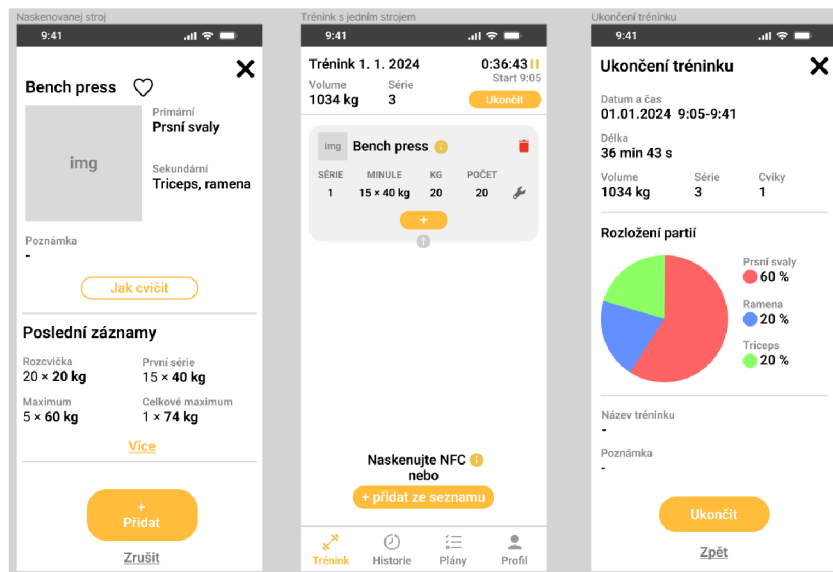 Naskenovanej stroj
9:41
Bench press
img
Primární
Prsní svaly
Sekundární
Triceps, ramena
Poznámka
-
Jak cvičit
Poslední záznamy
Rozcvička
20 × 20 kg
První série
15 × 40 kg
Maximum
5 × 60 kg
Celkové maximum
1 × 74 kg
Více
+
Přidat
Zrušit
Trénink s jedním strojem
9:41
Trénink 1. 1. 2024
0:36:43
Start 9:05
Volume
1034 kg
Série
3
Ukončit
img Bench press
SÉRIE MINULE KG POČET
1 15 × 40 kg 20 20
+
Naskenujte NFC
nebo
+ přidat ze seznamu
Trénink Historie Plány Profil
Ukončení tréninku
9:41
Ukončení tréninku
Datum a čas
01.01.2024 9:05-9:41
Délka
36 min 43 s
Volume Série Cviky
1034 kg 3 1
Rozložení partií
Prsní svaly
60 %
Ramena
20 %
Triceps
20 %
Název tréninku
-
Poznámka
-
Ukončit
Zpět